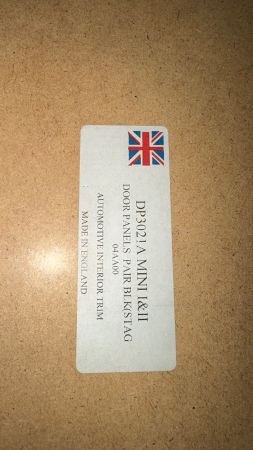 DP3021A MINI I&II
DOOR PANELS PAIR BLK(STAG
04AA00
AUTOMOTIVE INTERIOR TRIM
MADE IN ENGLAND